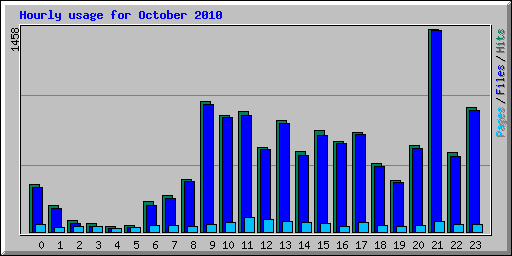 Hourly usage for October 2010
1458
Pages/Files/Hits
0 1 2 3 4 5 6 7 8 9 10 11 12 13 14 15 16 17 18 19 20 21 22 23